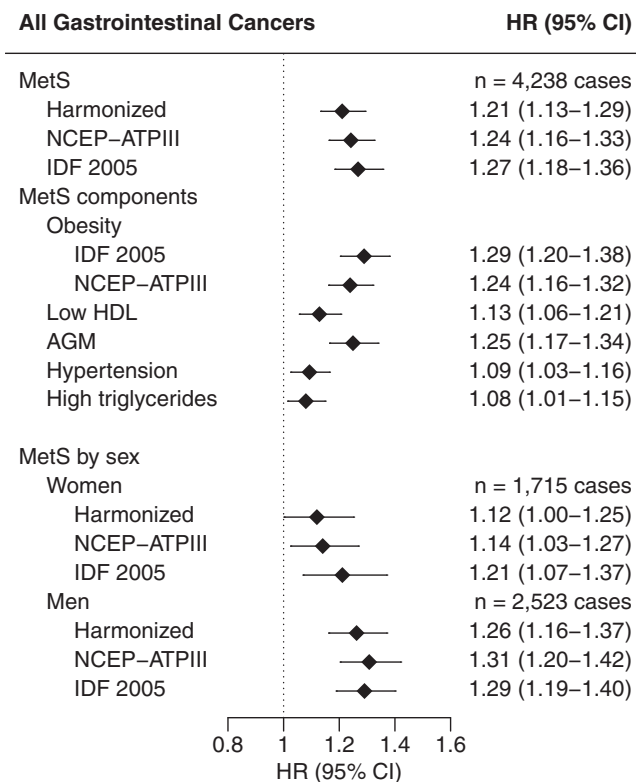 All Gastrointestinal Cancers HR (95% CI)
MetS n = 4,238 cases
Harmonized 1.21 (1.13–1.29)
NCEP–ATPIII 1.24 (1.16–1.33)
IDF 2005 1.27 (1.18–1.36)
MetS components
Obesity
IDF 2005 1.29 (1.20–1.38)
NCEP–ATPIII 1.24 (1.16–1.32)
Low HDL 1.13 (1.06–1.21)
AGM 1.25 (1.17–1.34)
Hypertension 1.09 (1.03–1.16)
High triglycerides 1.08 (1.01–1.15)
MetS by sex
Women n = 1,715 cases
Harmonized 1.12 (1.00–1.25)
NCEP–ATPIII 1.14 (1.03–1.27)
IDF 2005 1.21 (1.07–1.37)
Men n = 2,523 cases
Harmonized 1.26 (1.16–1.37)
NCEP–ATPIII 1.31 (1.20–1.42)
IDF 2005 1.29 (1.19–1.40)
0.8 1 1.2 1.4 1.6
HR (95% CI)